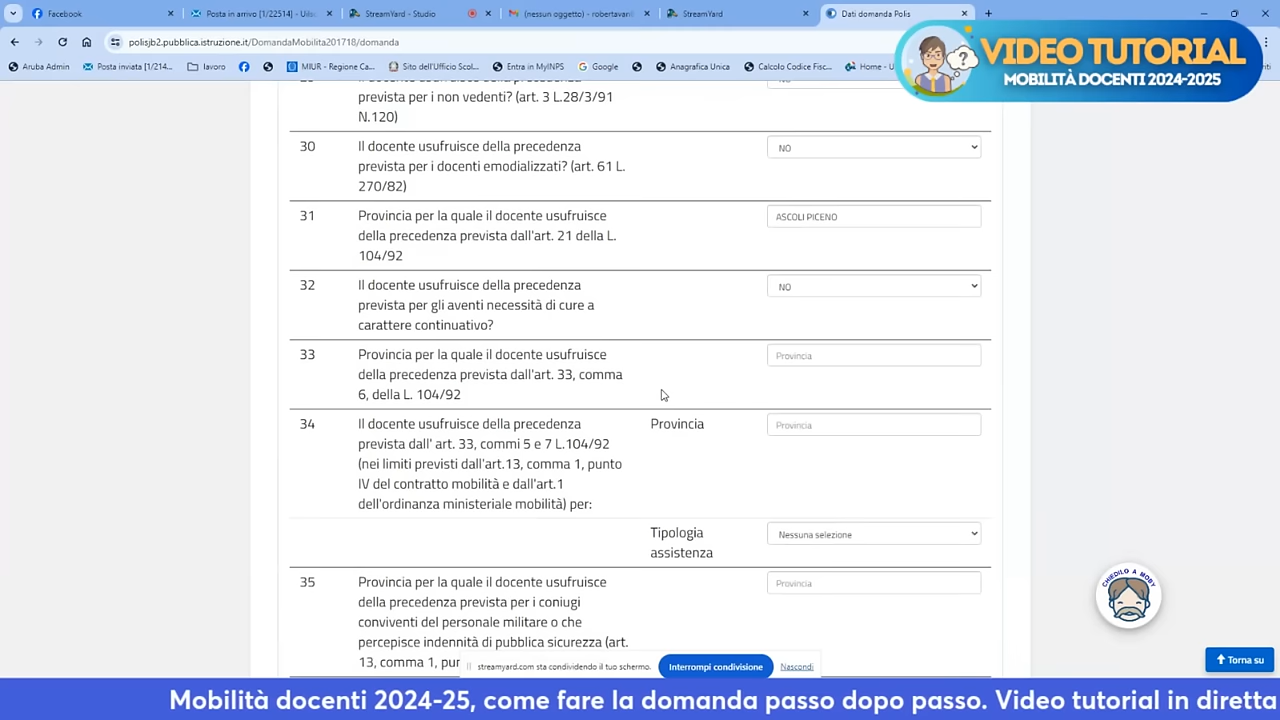 Facebook
Posta in arrivo [1/22514] - Uilsc
StreamYard - Studio
(nessun oggetto) - robertavaril
StreamYard
Dati domanda Polis
polisjb2.pubblica.istruzione.it/DomandaMobilita201718/domanda
Aruba Admin
Posta inviata [1/214...
lavoro
MIUR - Regione Ca...
Sito dell'Ufficio Scol...
Entra in MyINPS
Google
Anagrafica Unica
Calcolo Codice Fisc...
Home - U
VIDEO TUTORIAL
MOBILITÀ DOCENTI 2024-2025
prevista per i non vedenti? (art. 3 L.28/3/91
N.120)
30
Il docente usufruisce della precedenza
prevista per i docenti emodializzati? (art. 61 L.
270/82)
NO
31
Provincia per la quale il docente usufruisce
della precedenza prevista dall'art. 21 della L.
104/92
ASCOLI PICENO
32
Il docente usufruisce della precedenza
prevista per gli aventi necessità di cure a
carattere continuativo?
NO
33
Provincia per la quale il docente usufruisce
della precedenza prevista dall'art. 33, comma
6, della L. 104/92
Provincia
34
Il docente usufruisce della precedenza
prevista dall' art. 33, commi 5 e 7 L.104/92
(nei limiti previsti dall'art.13, comma 1, punto
IV del contratto mobilità e dall'art.1
dell'ordinanza ministeriale mobilità) per:
Provincia
Provincia
Tipologia
assistenza
Nessuna selezione
35
Provincia per la quale il docente usufruisce
della precedenza prevista per i coniugi
conviventi del personale militare o che
percepisce indennità di pubblica sicurezza (art.
13, comma 1, pun
Provincia
CHIEDILO A MOBY
streamyard.com sta condividendo il tuo schermo.
Interrompi condivisione
Nascondi
Torna su
Mobilità docenti 2024-25, come fare la domanda passo dopo passo. Video tutorial in diretta